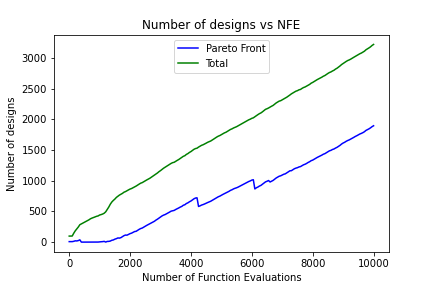 Number of designs vs NFE
Pareto Front
Total
Number of designs
3000
2500
2000
1500
1000
500
0
0
2000
4000
6000
8000
10000
Number of Function Evaluations